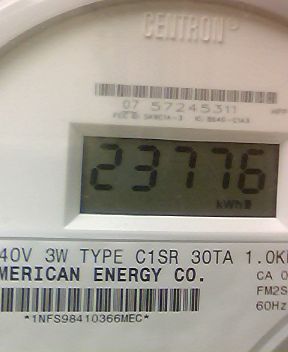 CENTRON®
07 57245311
23776
kWh
40V 3W TYPE C1SR 30TA 1.0K
MERICAN ENERGY CO.
CA 0
FM2S
60Hz
*1NFS98410366MEC*